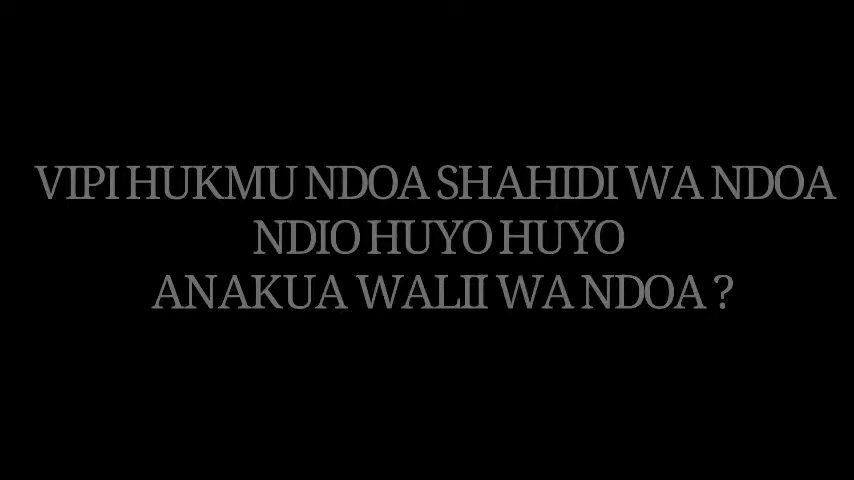 VIPI HUKMU NDOA SHAHIDI WA NDOA
NDIO HUYO HUYO
ANAKUA WALII WA NDOA ?